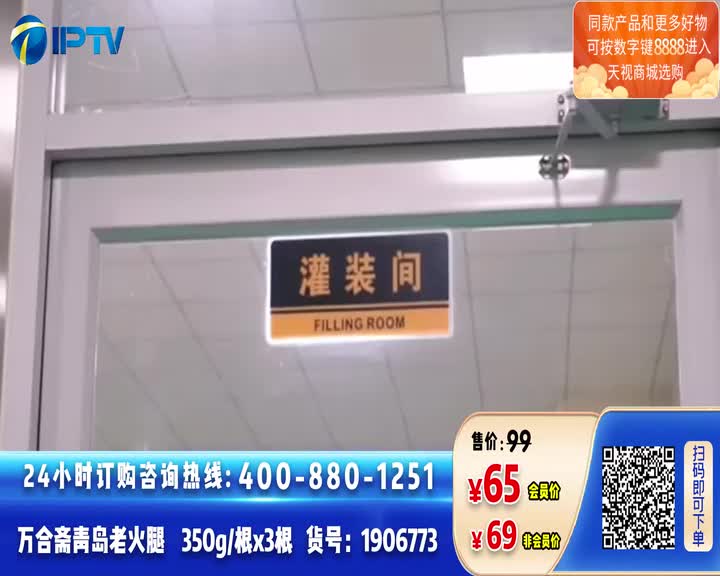 IPTV
同款产品和更多好物
可按数字键8888进入
天视商城选购
灌装间
FILLING ROOM
24小时订购咨询热线:400-880-1251
万合斋青岛老火腿 350g/根x3根 货号: 1906773
售价:99
¥65会员价
¥69非会员价
扫码即可下单